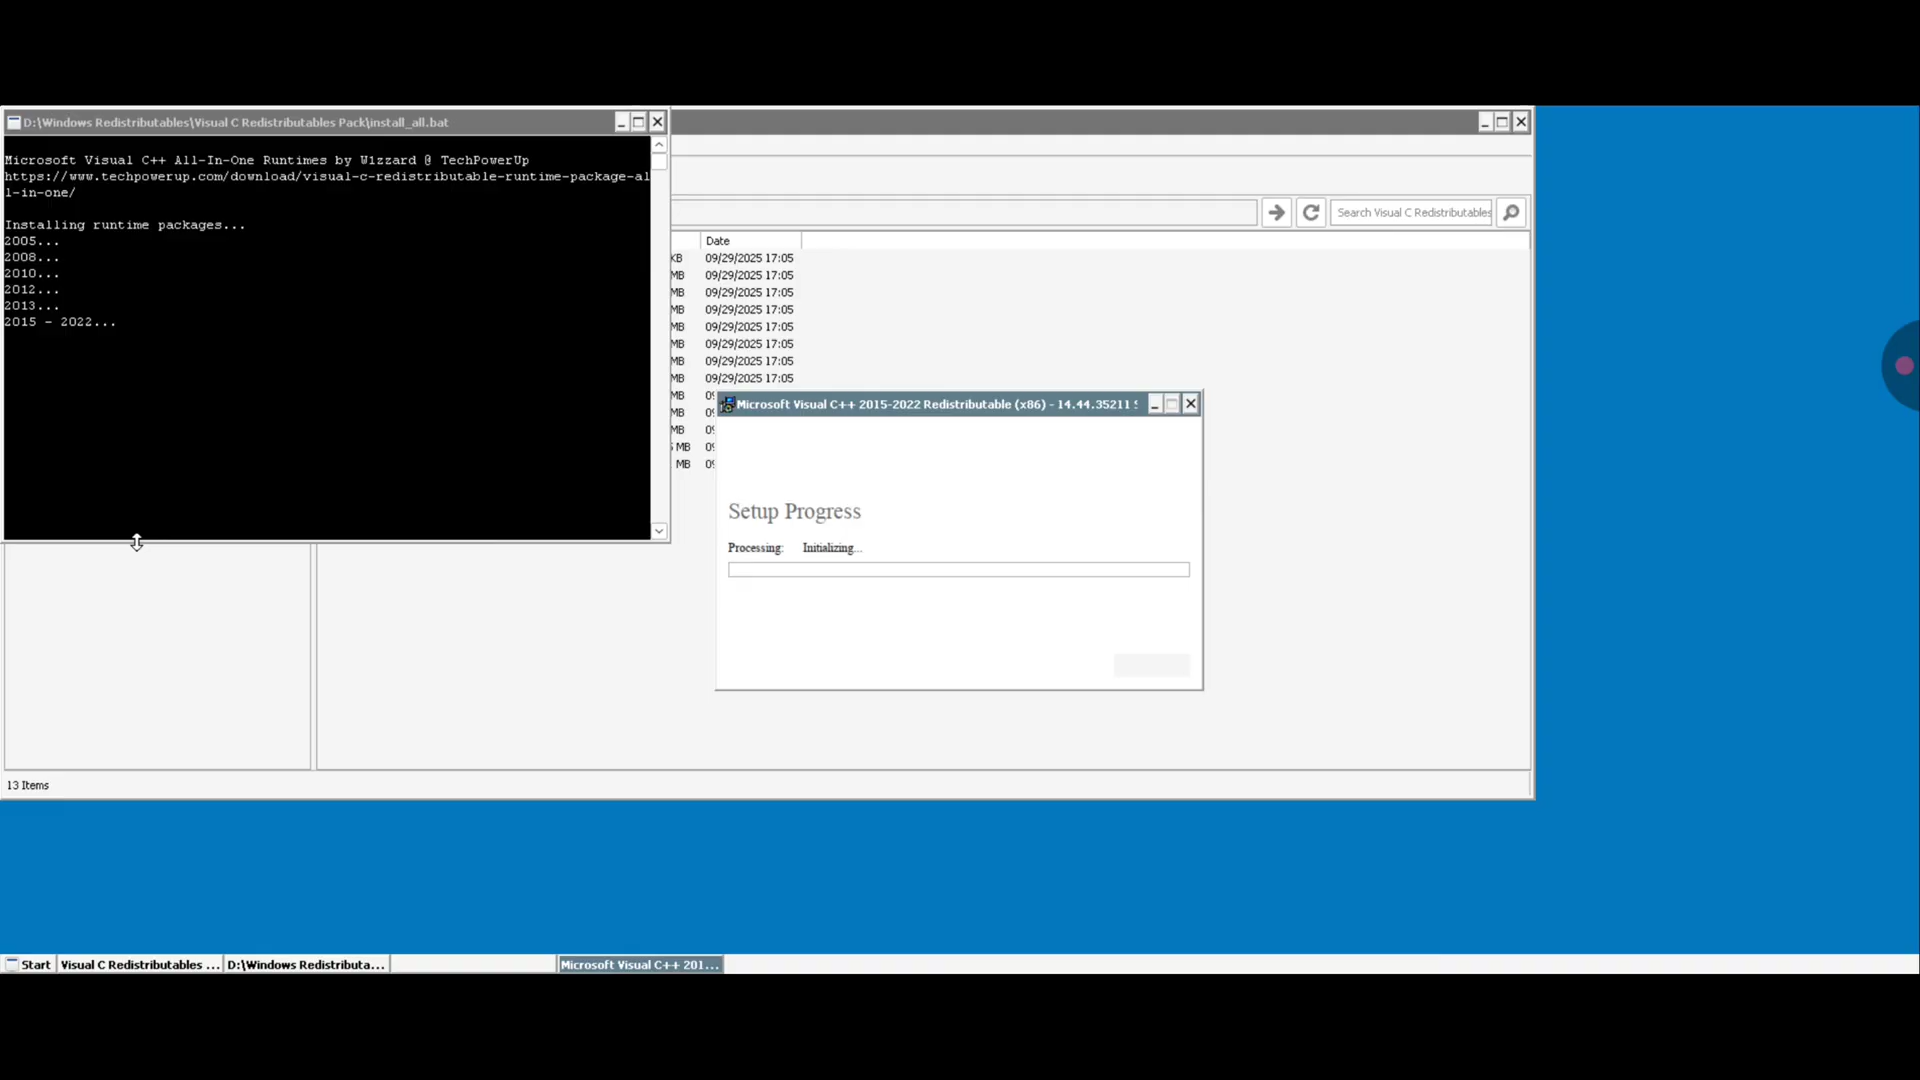 D:\Windows Redistributables\Visual C Redistributables Pack\install_all.bat
Microsoft Visual C++ All-In-One Runtimes by W1zzard @ TechPowerUp
https://www.techpowerup.com/download/visual-c-redistributable-runtime-package-al
l-in-one/
Installing runtime packages...
2005...
2008...
2010...
2012...
2013...
2015 - 2022...
Search Visual C Redistributables
Date
KB 09/29/2025 17:05
MB 09/29/2025 17:05
MB 09/29/2025 17:05
MB 09/29/2025 17:05
MB 09/29/2025 17:05
MB 09/29/2025 17:05
MB 09/29/2025 17:05
MB 09/29/2025 17:05
MB
MB
MB
MB
MB
Microsoft Visual C++ 2015-2022 Redistributable (x86) - 14.44.35211
Setup Progress
Processing: Initializing...
13 Items
Start
Visual C Redistributables ...
D:\Windows Redistributa...
Microsoft Visual C++ 201...